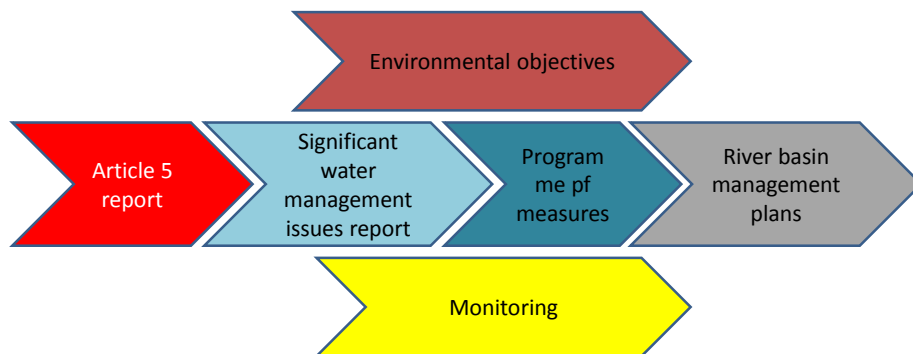 Environmental objectives
Article 5
report
Significant
water
management
issues report
Program
me pf
measures
River basin
management
plans
Monitoring